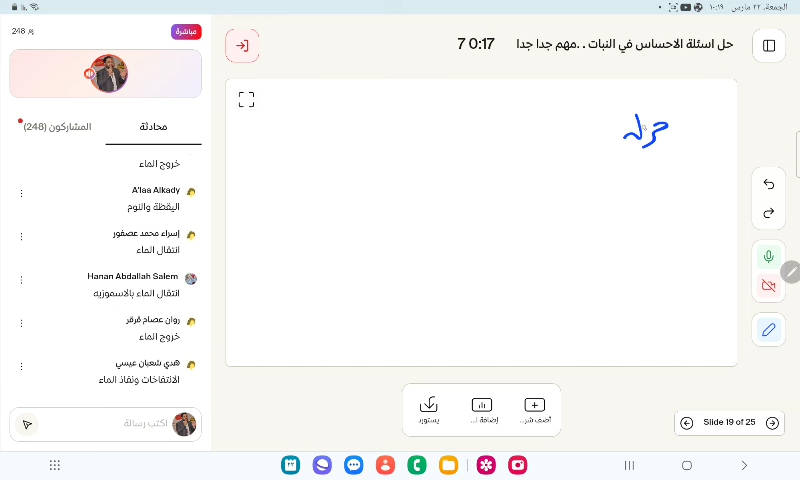 الجمعة، ٢٢ مارس ١٠:١٩
مباشرة
248
محادثة
المشاركون (248)
خروج الماء
A'laa Alkady
اليقظة والنوم
إسراء محمد عصفور
انتقال الماء
Hanan Abdallah Salem
انتقال الماء بالاسموزيه
روان عصام قرقر
خروج الماء
هدي شعبان عيسي
الانتفاخات ونفاذ الماء
اكتب رسالة
حل اسئلة الاحساس في النبات . .مهم جدا جدا
7 0:17
أضف شر...
إضافة ا...
يستورد
Slide 19 of 25